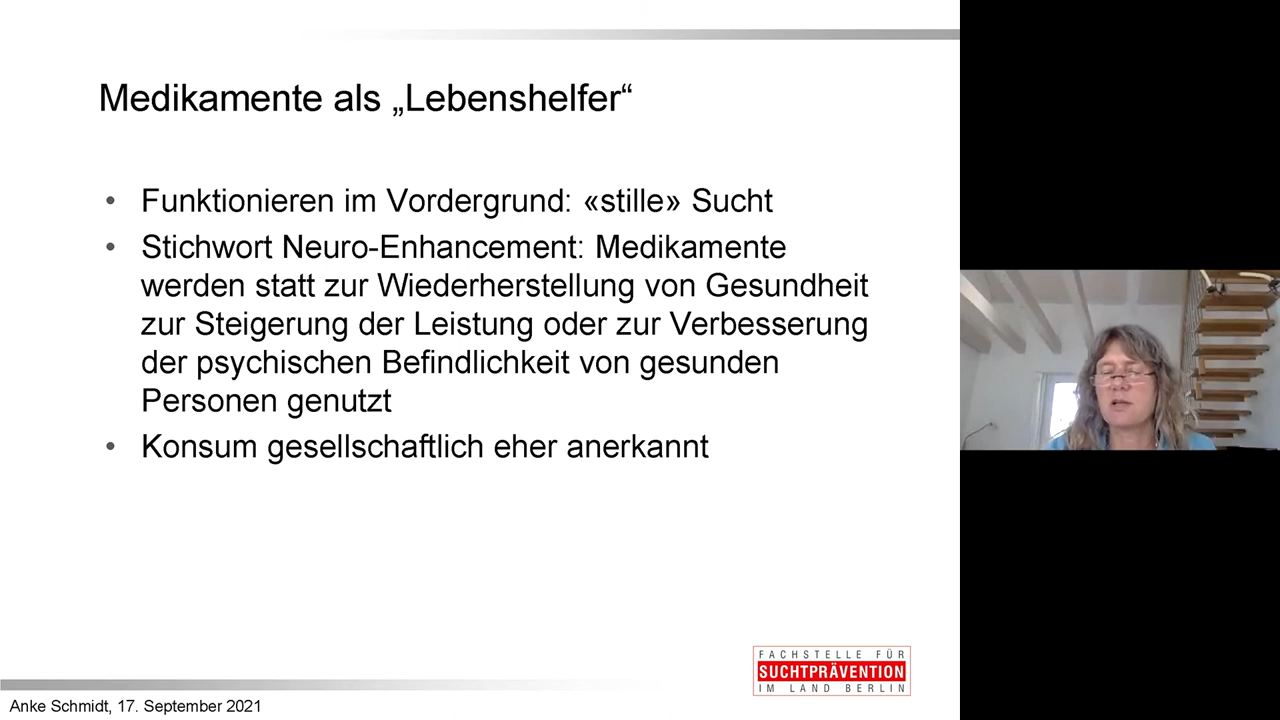 Medikamente als „Lebenshelfer“
• Funktionieren im Vordergrund: «stille» Sucht
• Stichwort Neuro-Enhancement: Medikamente
werden statt zur Wiederherstellung von Gesundheit
zur Steigerung der Leistung oder zur Verbesserung
der psychischen Befindlichkeit von gesunden
Personen genutzt
• Konsum gesellschaftlich eher anerkannt
FACHSTELLE FÜR
SUCHTPRÄVENTION
IM LAND BERLIN
Anke Schmidt, 17. September 2021